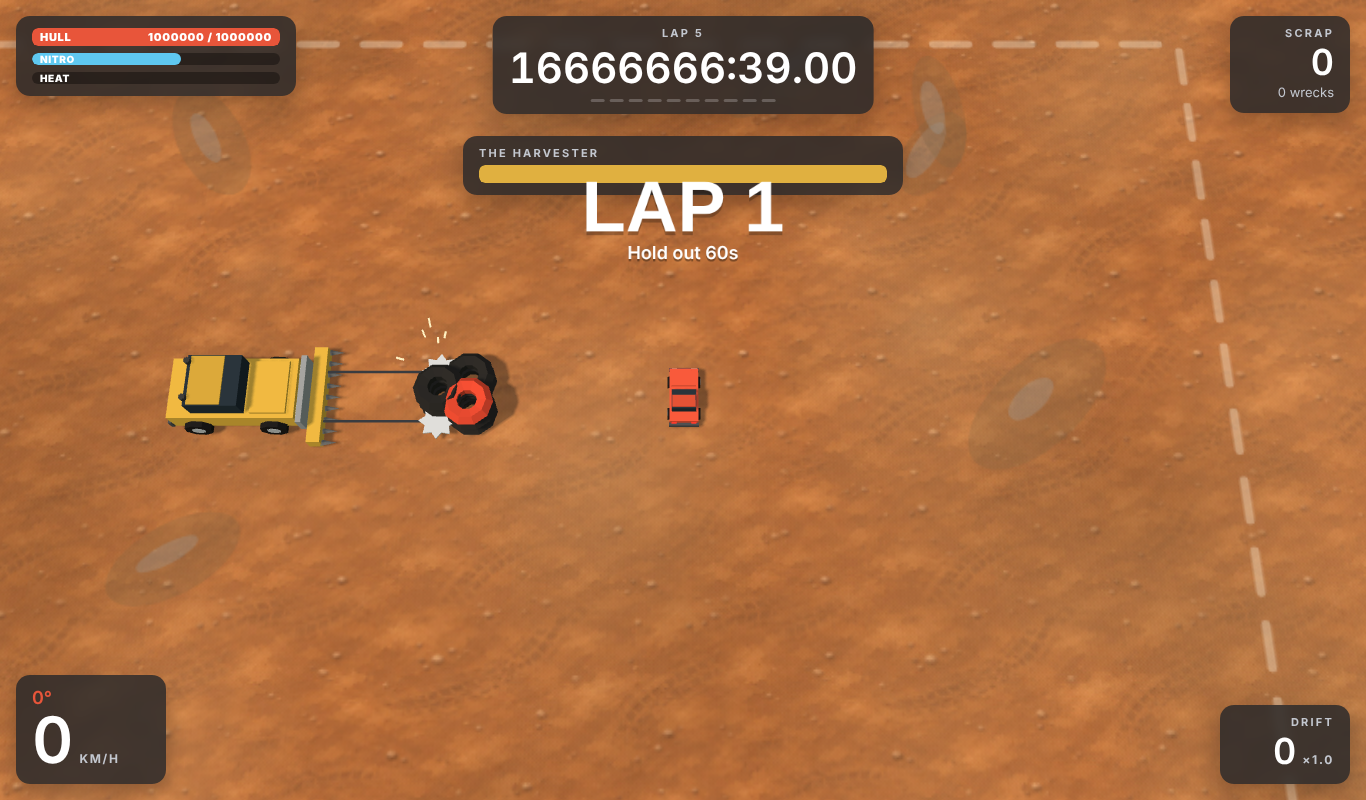 HULL 1000000 / 1000000
NITRO
HEAT
LAP 5
16666666:39.00
SCRAP
0
0 wrecks
THE HARVESTER
LAP 1
Hold out 60s
0°
0 KM/H
DRIFT
0 ×1.0